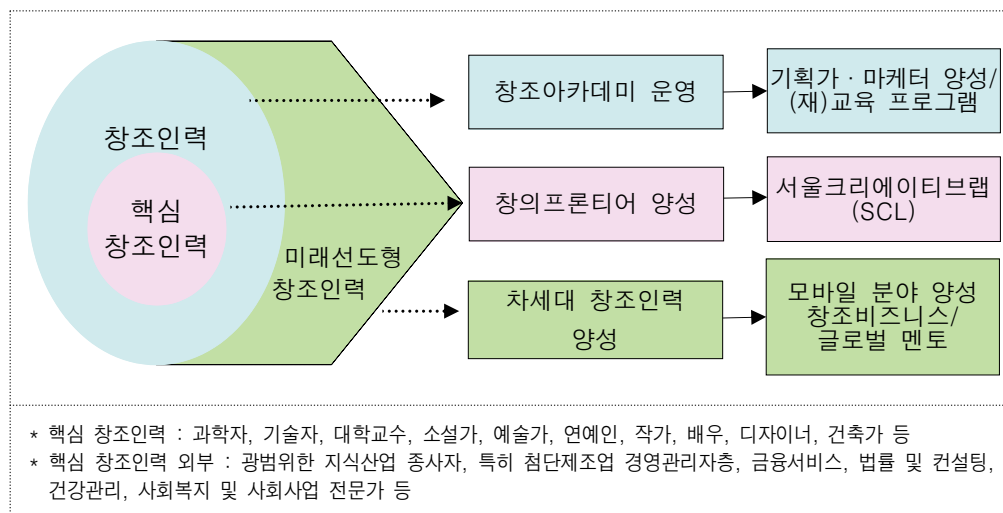 창조인력
핵심
창조인력
미래선도형
창조인력
창조아카데미 운영
기획가 · 마케터 양성/
(재)교육 프로그램
창의프론티어 양성
서울크리에이티브랩
(SCL)
차세대 창조인력
양성
모바일 분야 양성
창조비즈니스/
글로벌 멘토
* 핵심 창조인력 : 과학자, 기술자, 대학교수, 소설가, 예술가, 연예인, 작가, 배우, 디자이너, 건축가 등
* 핵심 창조인력 외부 : 광범위한 지식산업 종사자, 특히 첨단제조업 경영관리자층, 금융서비스, 법률 및 컨설팅,
건강관리, 사회복지 및 사회사업 전문가 등